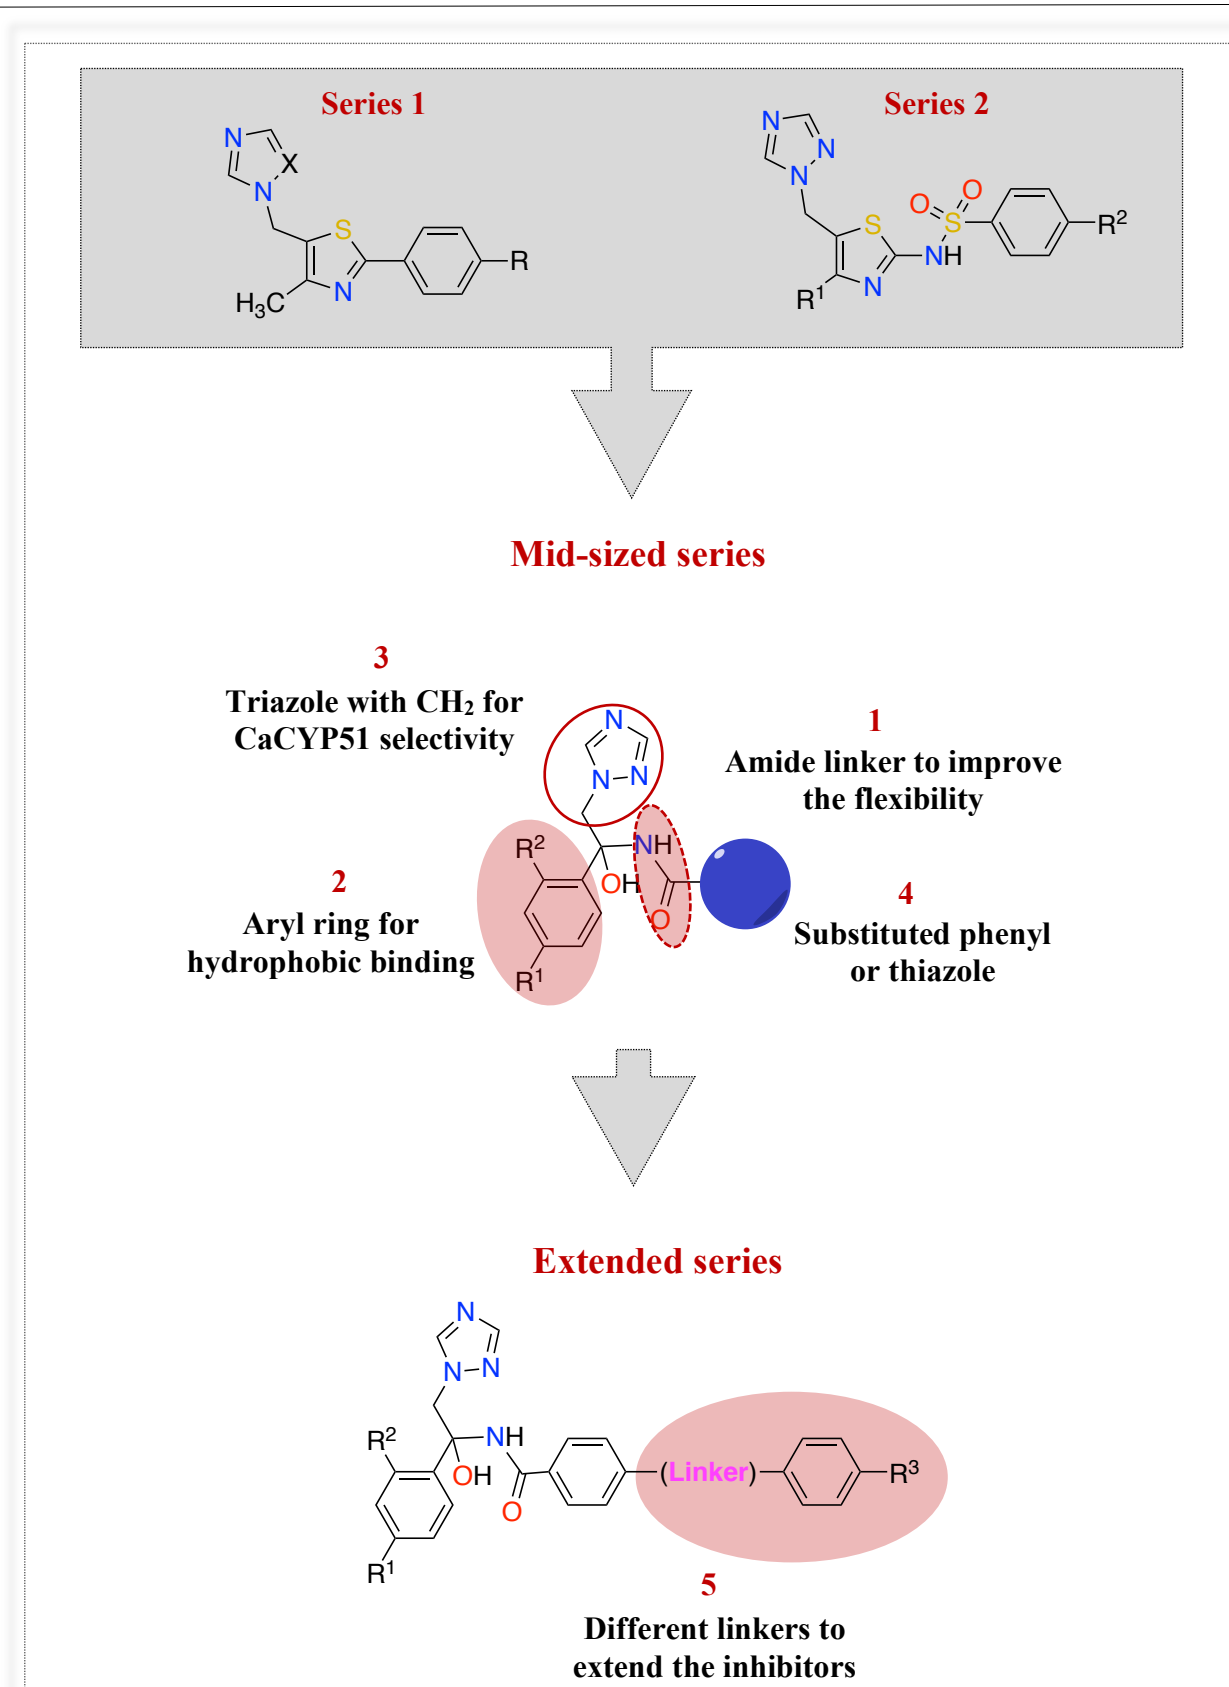 Series 1
Series 2
N
X
N
S
N
H₃C
R
N
N
N
S
N
R¹
NH
S
O O
R²
Mid-sized series
3
Triazole with CH₂ for
CaCYP51 selectivity
1
Amide linker to improve
the flexibility
2
Aryl ring for
hydrophobic binding
4
Substituted phenyl
or thiazole
N
N N
NH
OH
O
R²
R¹
Extended series
N
N N
R²
NH
OH
O
R¹
(Linker)
R³
5
Different linkers to
extend the inhibitors